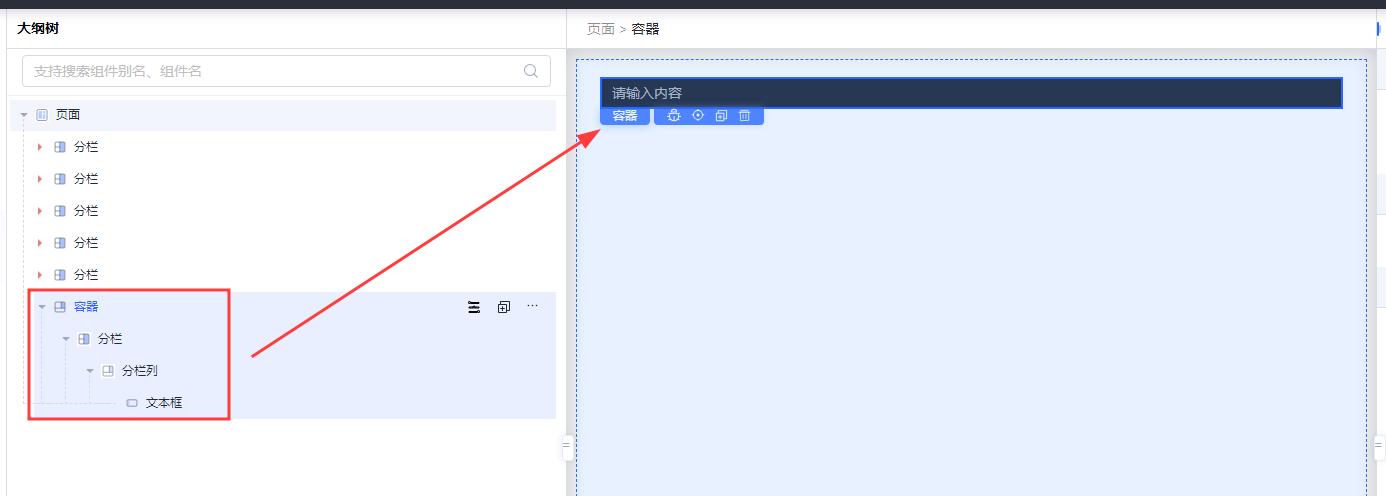 大纲树
支持搜索组件别名、组件名
页面
分栏
分栏
分栏
分栏
分栏
容器
分栏
分栏列
文本框
页面 > 容器
请输入内容
容器